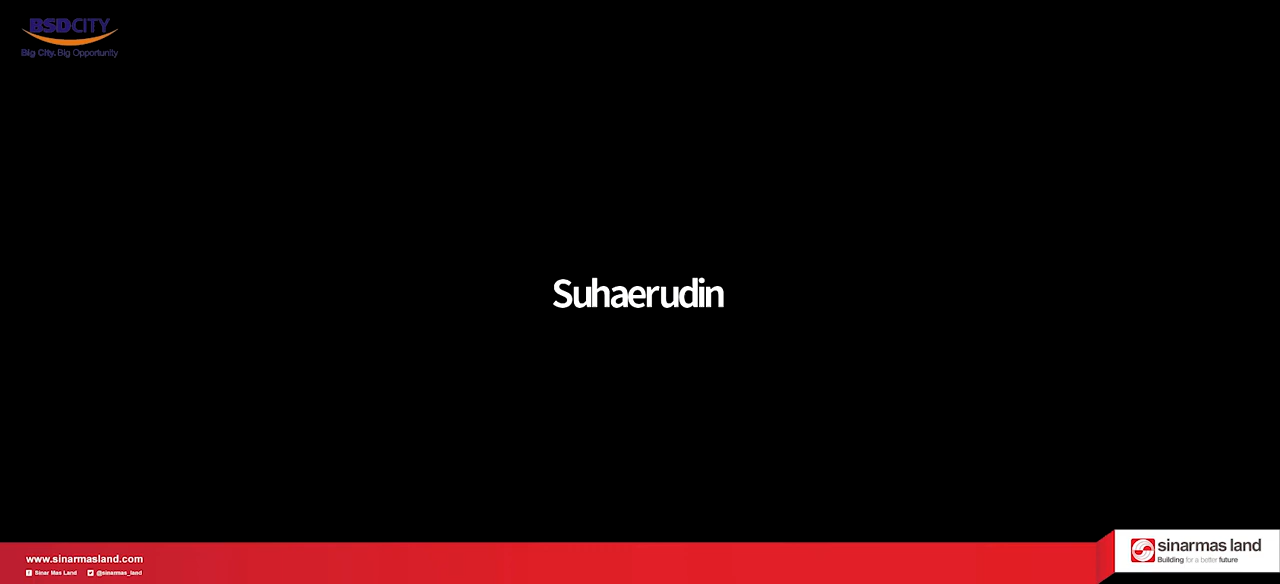 BSDCITY
Big City. Big Opportunity
Suhaerudin
www.sinarmasland.com
Sinar Mas Land @sinarmas_land
sinarmas land
Building for a better future